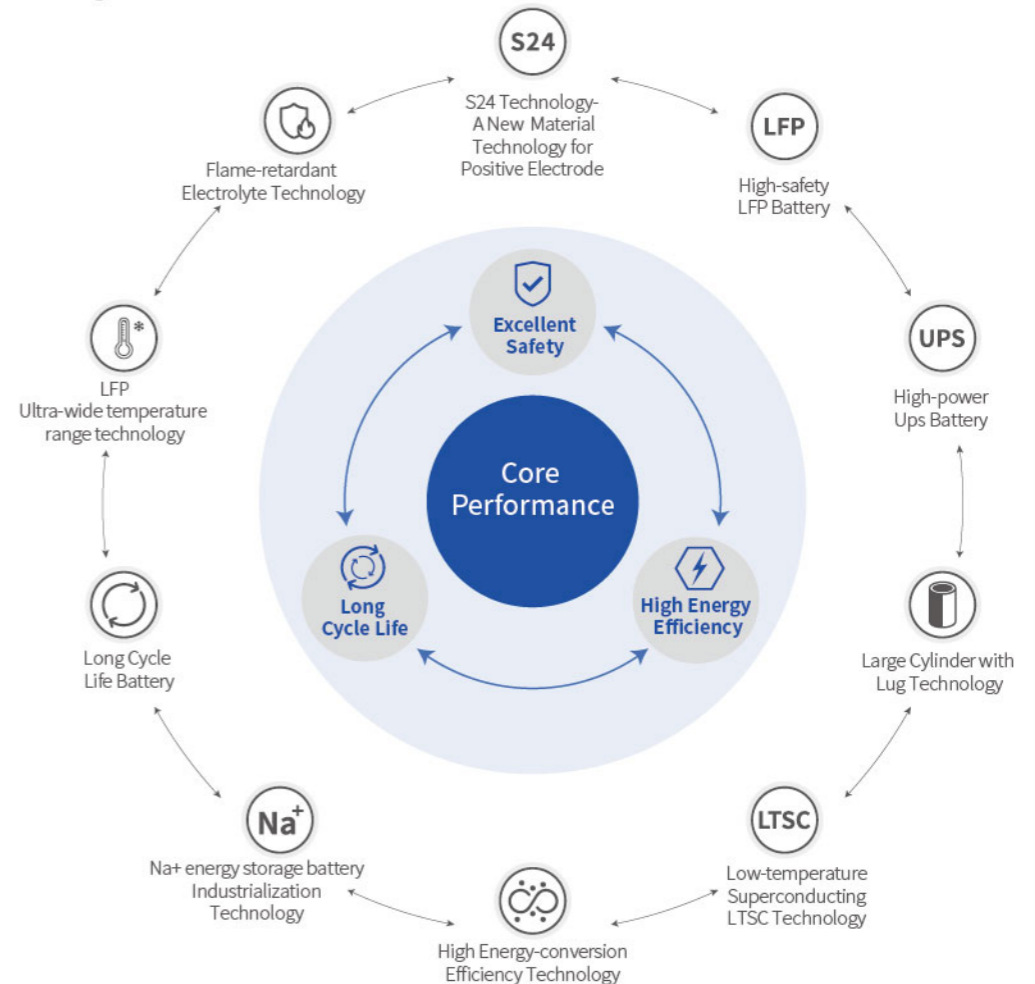 S24
S24 Technology-
A New Material
Technology for
Positive Electrode
LFP
High-safety
LFP Battery
UPS
High-power
Ups Battery
Large Cylinder with
Lug Technology
LTSC
Low-temperature
Superconducting
LTSC Technology
High Energy-conversion
Efficiency Technology
Na+
Na+ energy storage battery
Industrialization
Technology
Long Cycle
Life Battery
LFP
Ultra-wide temperature
range technology
Flame-retardant
Electrolyte Technology
Excellent
Safety
High Energy
Efficiency
Long
Cycle Life
Core
Performance